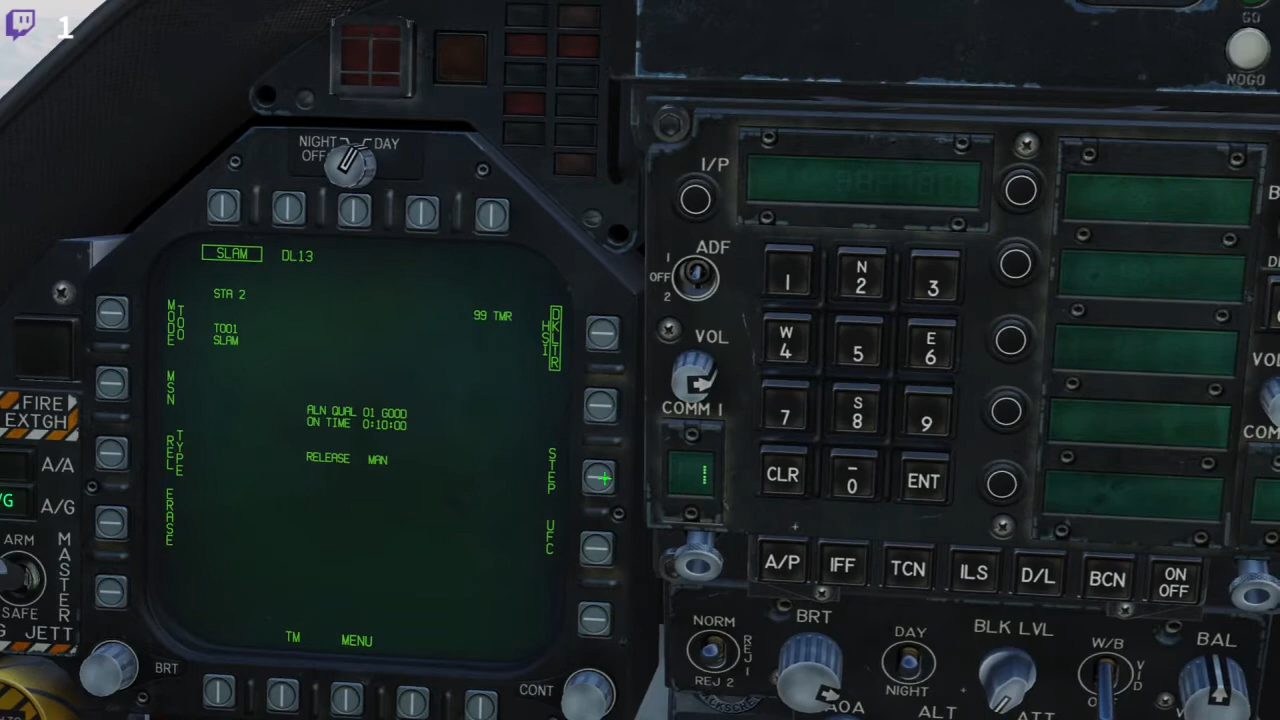 1
GO
NOGO
NIGHT
DAY
OFF
I/P
SLAM
DL13
ADF
1
OFF
2
1
N
2
3
STA 2
MODE
TOO
T001
SLAM
99 TMR
HSI
DKLTR
VOL
W
4
5
E
6
MSN
COMM 1
7
S
8
9
FIRE
EXTGH
ALN QUAL 01 GOOD
ON TIME 0:10:00
A/A
REL
TYPE
RELEASE MAN
STEP
CLR
–
0
ENT
/G
A/G
ERASE
UFC
ARM
MASTER
SAFE
JETT
A/P
IFF
TCN
ILS
D/L
BCN
ON
OFF
TM
MENU
BRT
CONT
NORM
REJ 1
REJ 2
BRT
DAY
NIGHT
BLK LVL
W/B
VID
BAL
AOA
ALT
ATT